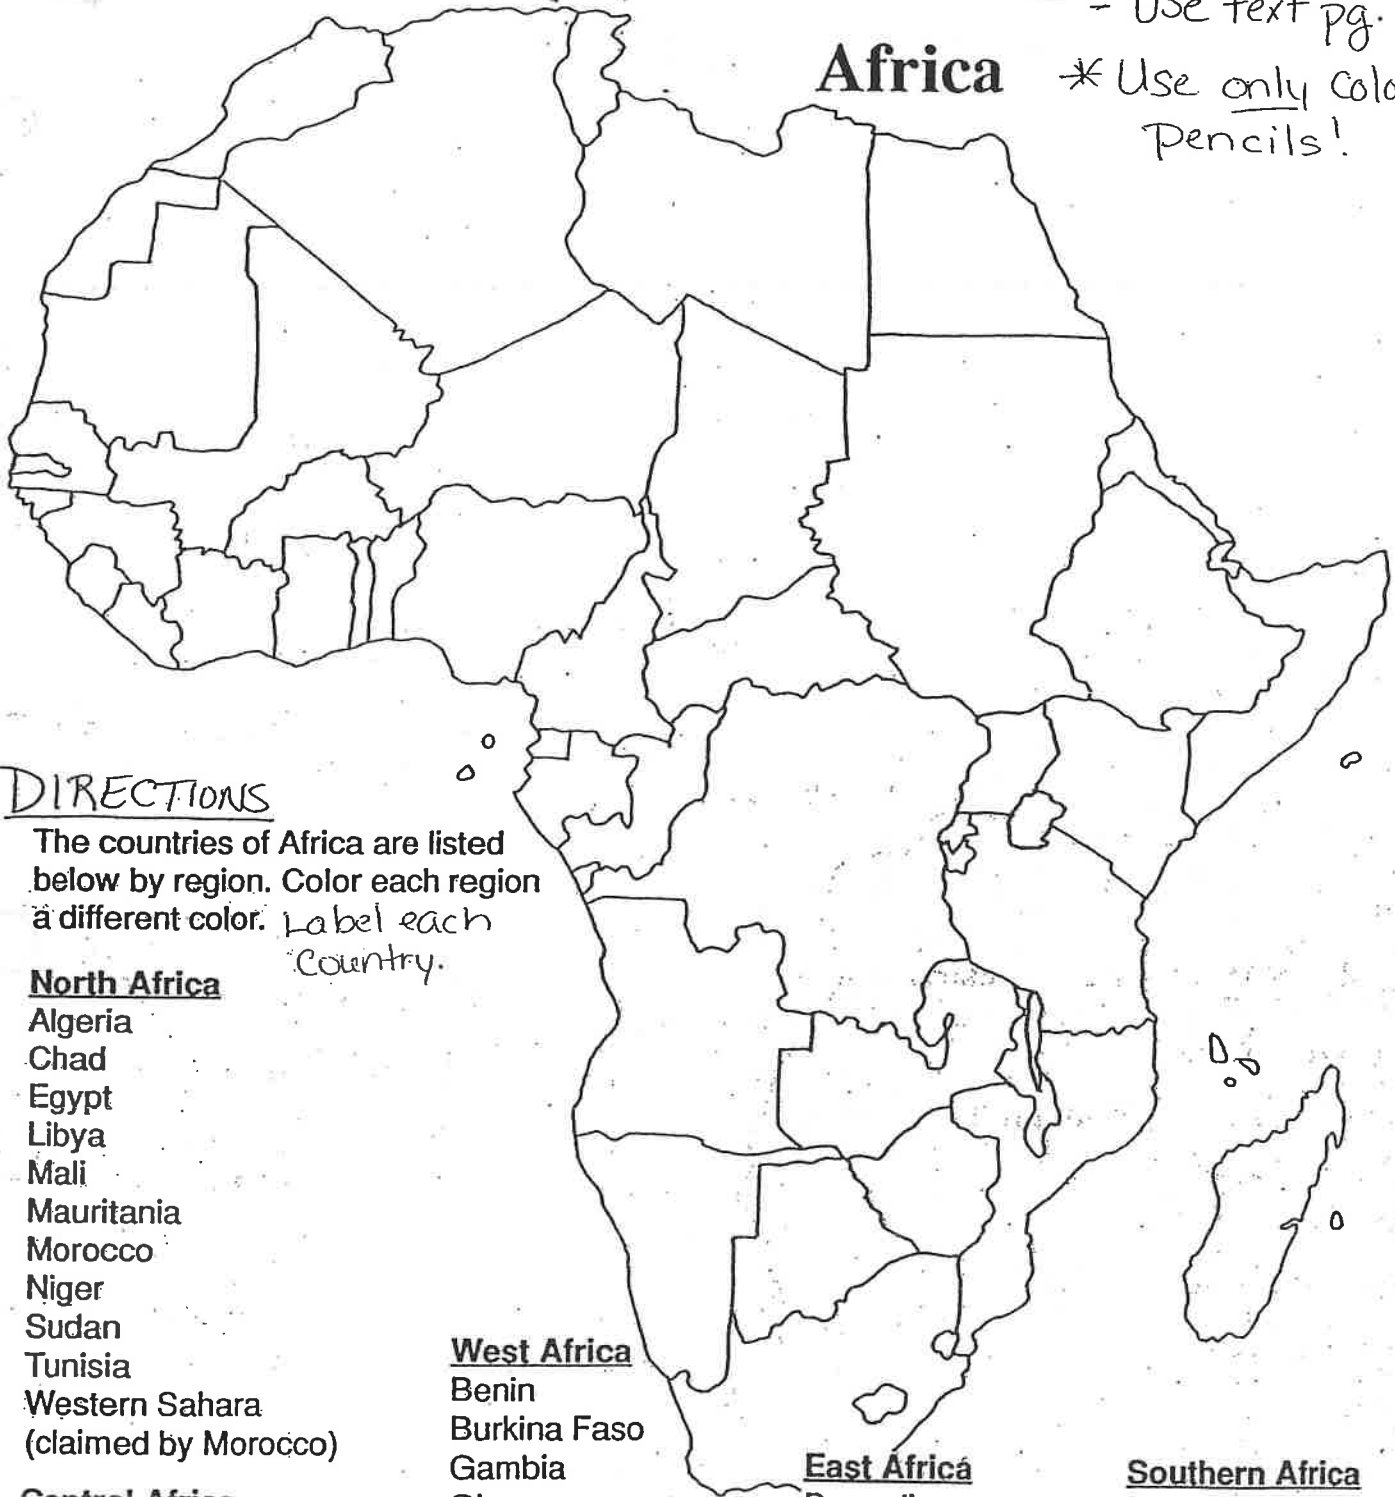 - Use text pg.
Africa
* Use only
Pencils!
DIRECTIONS
The countries of Africa are listed
below by region. Color each region
a different color. Label each
Country.
North Africa
Algeria
Chad
Egypt
Libya
Mali
Mauritania
Morocco
Niger
Sudan
Tunisia
Western Sahara
(claimed by Morocco)
West Africa
Benin
Burkina Faso
Gambia
East Africa
Southern Africa